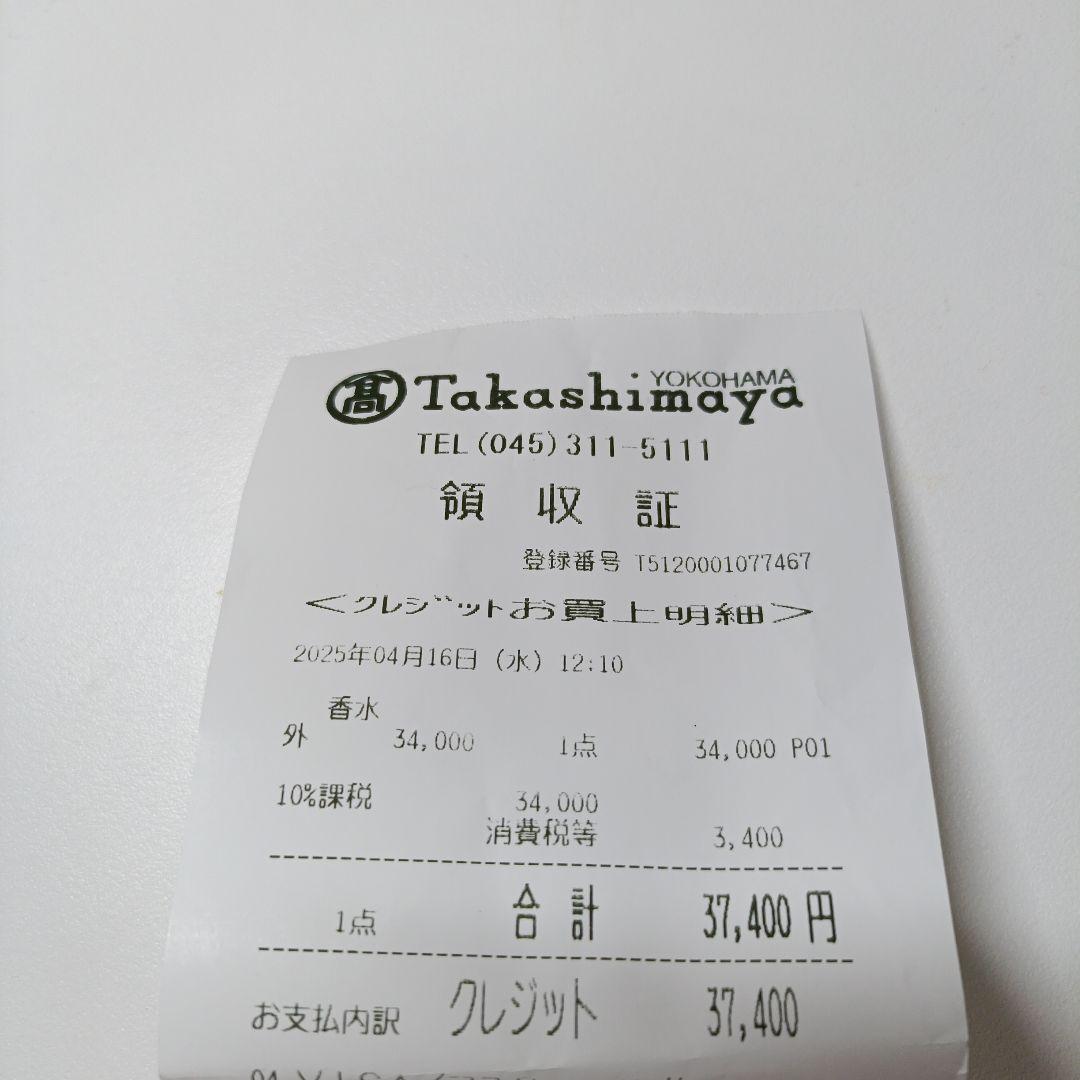 髙 Takashimaya YOKOHAMA
TEL(045)311-5111
領収証
登録番号 T5120001077467
＜クレジットお買上明細＞
2025年04月16日 (水) 12:10
香水
外 34,000 1点 34,000 P01
10%課税 34,000
消費税等 3,400
1点 合計 37,400円
お支払内訳 クレジット 37,400